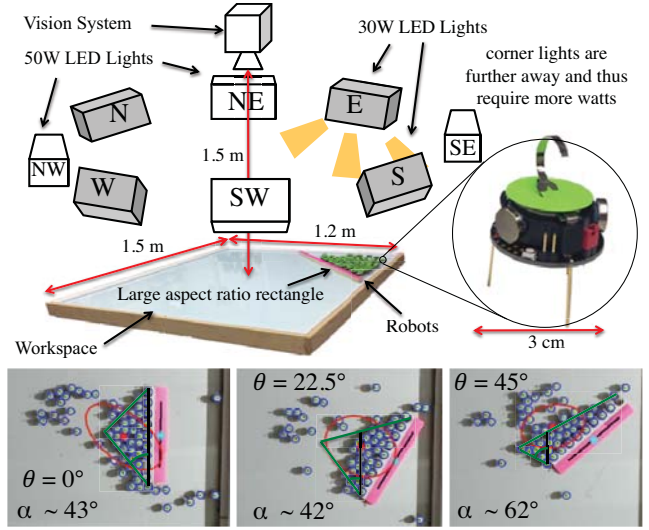 Vision System
50W LED Lights
30W LED Lights
corner lights are
further away and thus
require more watts
N
NE
E
NW
W
SW
S
SE
1.5 m
1.5 m
1.2 m
Large aspect ratio rectangle
Robots
Workspace
3 cm
θ = 0°
α ~ 43°
θ = 22.5°
α ~ 42°
θ = 45°
α ~ 62°